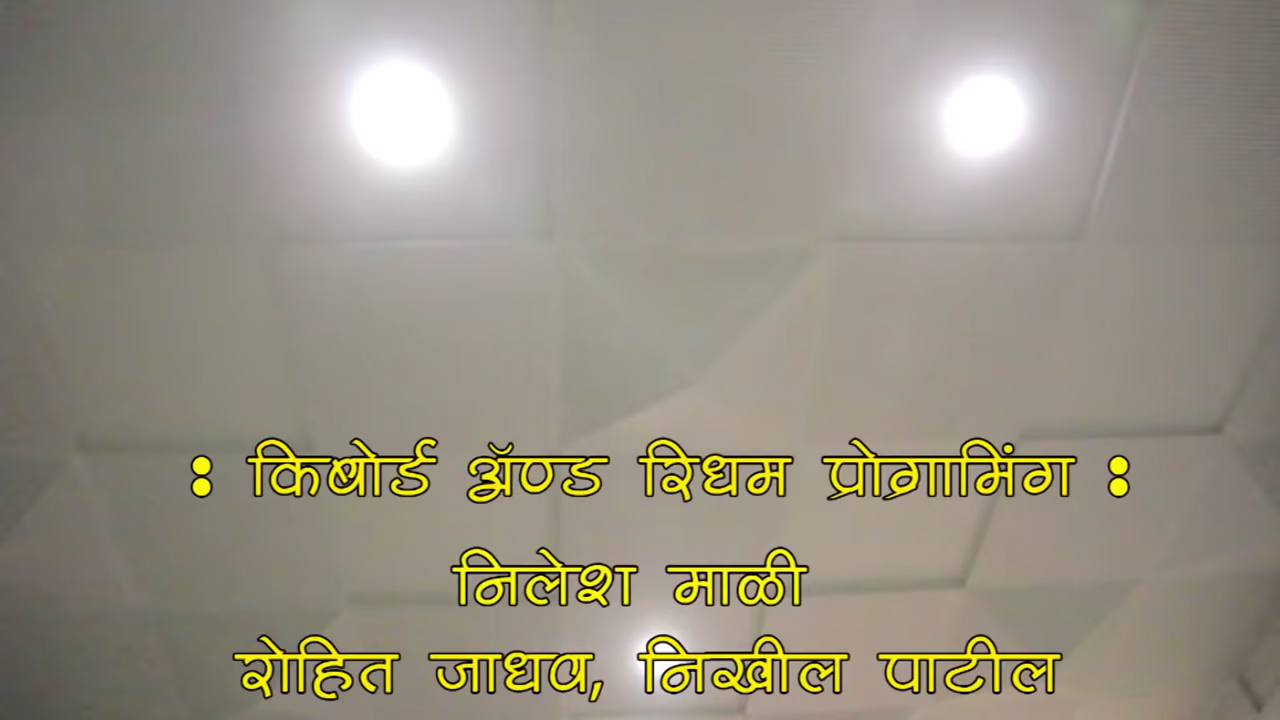 : किबोर्ड ॲण्ड रिधम प्रोग्रामिंग :
निलेश माळी
रोहित जाधव, निखील पाटील